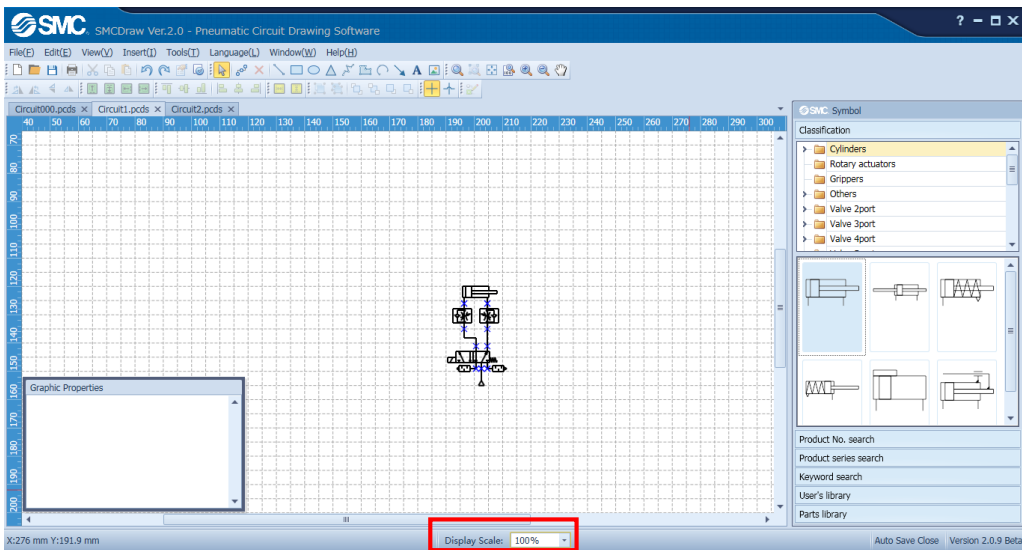 SMC. SMCDraw Ver.2.0 - Pneumatic Circuit Drawing Software
File(F) Edit(E) View(V) Insert(I) Tools(T) Language(L) Window(W) Help(H)
Circuit000.pcds × Circuit1.pcds × Circuit2.pcds ×
40 50 60 70 80 90 100 110 120 130 140 150 160 170 180 190 200 210 220 230 240 250 260 270 280 290 300
70
80
90
100
110
120
130
140
150
160
170
180
190
200
Graphic Properties
SMC Symbol
Classification
Cylinders
Rotary actuators
Grippers
Others
Valve 2port
Valve 3port
Valve 4port
Product No. search
Product series search
Keyword search
User's library
Parts library
X:276 mm Y:191.9 mm Display Scale: 100% Auto Save Close Version 2.0.9 Beta